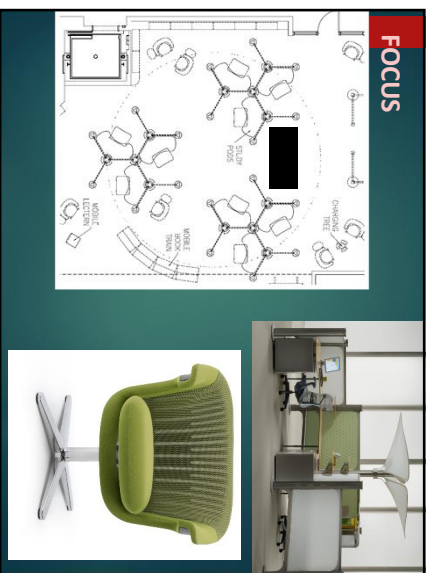 FOCUS
STUDY
PODS
CHARGING
TREE
MOBILE
BOOK
TRAIN
MOBILE
LECTERN